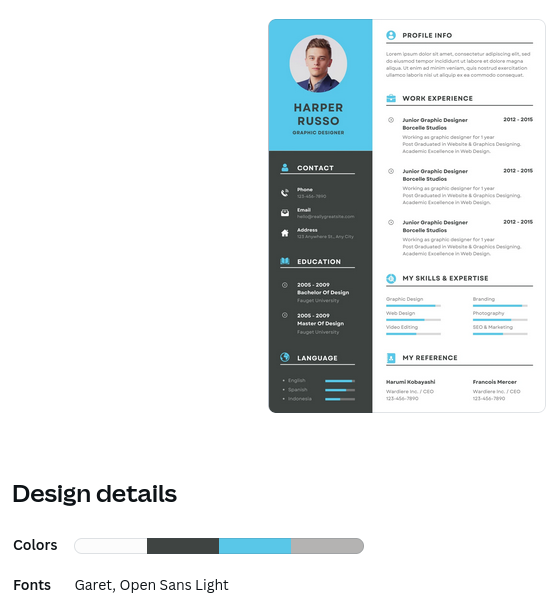 HARPER
RUSSO
GRAPHIC DESIGNER
CONTACT
Phone
123-456-7890
Email
hello@reallygreatsite.com
Address
123 Anywhere St., Any City
EDUCATION
2005 - 2009
Bachelor Of Design
Fauget University
2005 - 2009
Master Of Design
Fauget University
LANGUAGE
English
Spanish
Indonesia
PROFILE INFO
Lorem ipsum dolor sit amet, consectetur adipiscing elit, sed
do eiusmod tempor incididunt ut labore et dolore magna
aliqua. Ut enim ad minim veniam, quis nostrud exercitation
ullamco laboris nisi ut aliquip ex ea commodo consequat.
WORK EXPERIENCE
Junior Graphic Designer 2012 - 2015
Borcelle Studios
Working as graphic designer for 1 year
Post Graduated in Website & Graphics Designing,
Academic Excellence in Web Design.
Junior Graphic Designer 2012 - 2015
Borcelle Studios
Working as graphic designer for 1 year
Post Graduated in Website & Graphics Designing,
Academic Excellence in Web Design.
Junior Graphic Designer 2012 - 2015
Borcelle Studios
Working as graphic designer for 1 year
Post Graduated in Website & Graphics Designing,
Academic Excellence in Web Design.
MY SKILLS & EXPERTISE
Graphic Design Branding
Web Design Photography
Video Editing SEO & Marketing
MY REFERENCE
Harumi Kobayashi Francois Mercer
Wardiere Inc. / CEO Wardiere Inc. / CEO
123-456-7890 123-456-7890
Design details
Colors
Fonts Garet, Open Sans Light